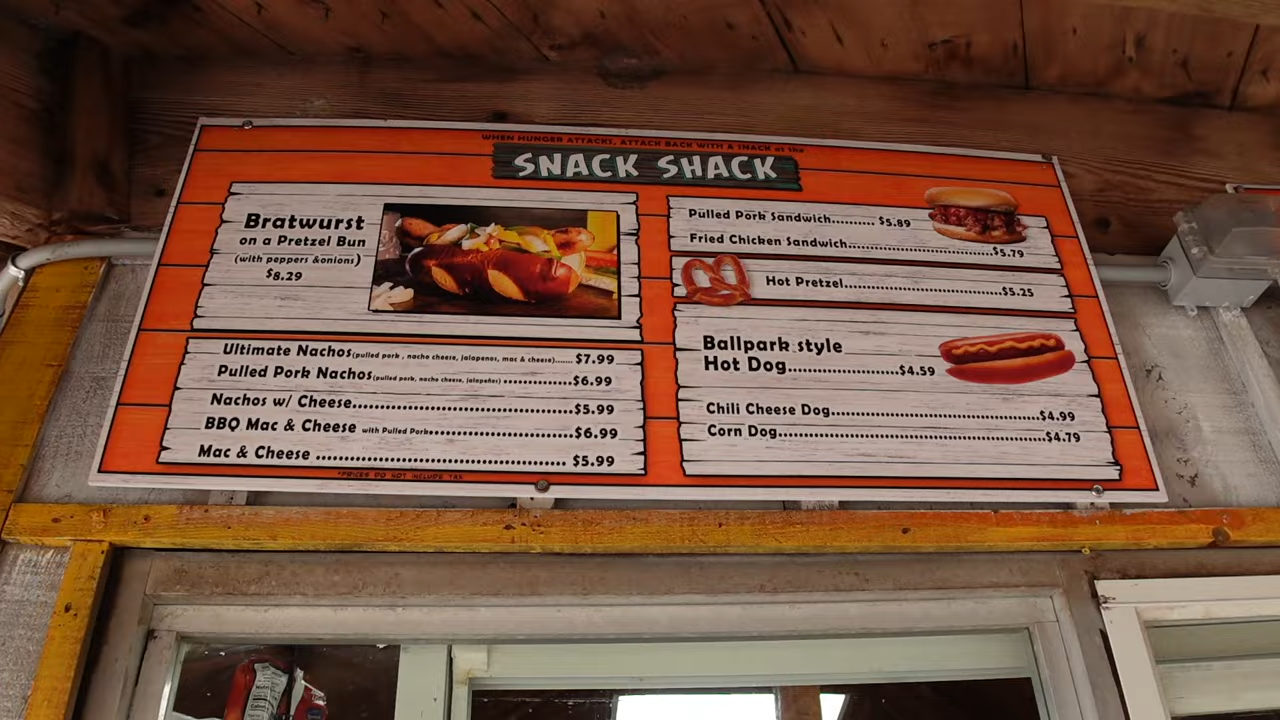 WHEN HUNGER ATTACKS, ATTACK BACK WITH A SNACK at the
SNACK SHACK
Bratwurst
on a Pretzel Bun
(with peppers &onions)
$8.29
Ultimate Nachos(pulled pork , nacho cheese, jalapenos, mac & cheese)....... $7.99
Pulled Pork Nachos(pulled pork, nacho cheese, jalapeños) ...............$6.99
Nachos w/ Cheese...............................................$5.99
BBQ Mac & Cheese with Pulled Pork...............................$6.99
Mac & Cheese ..................................................... $5.99
*PRICES DO NOT INCLUDE TAX
Pulled Pork Sandwich.......... $5.89
Fried Chicken Sandwich...................................$5.79
Hot Pretzel......................................$5.25
Ballpark style
Hot Dog...........................$4.59
Chili Cheese Dog...............................................$4.99
Corn Dog...............................................................$4.79